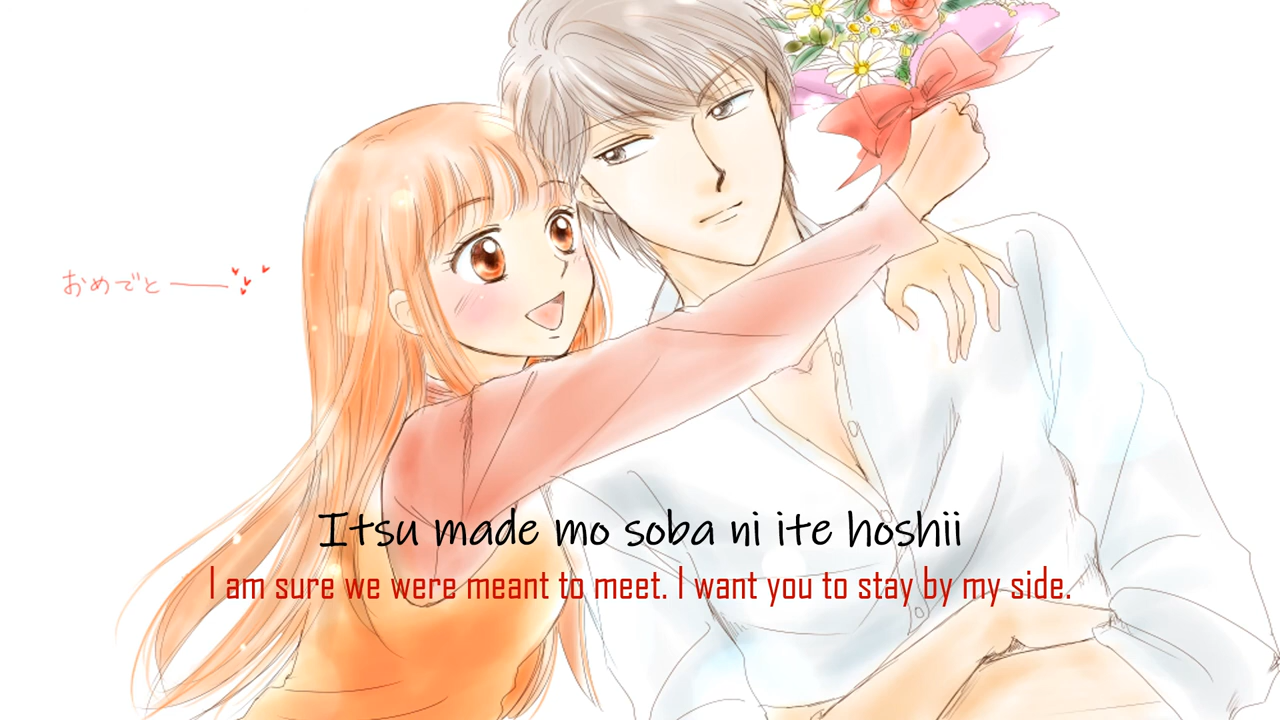 おめでとーー
Itsu made mo soba ni ite hoshii
I am sure we were meant to meet. I want you to stay by my side.